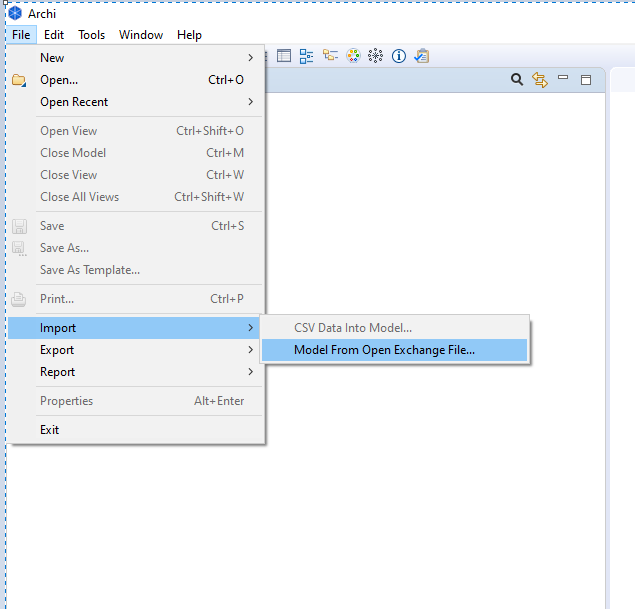 Archi
File Edit Tools Window Help
New
Open... Ctrl+O
Open Recent
Open View Ctrl+Shift+O
Close Model Ctrl+M
Close View Ctrl+W
Close All Views Ctrl+Shift+W
Save Ctrl+S
Save As...
Save As Template...
Print... Ctrl+P
Import
CSV Data Into Model...
Export
Model From Open Exchange File...
Report
Properties Alt+Enter
Exit